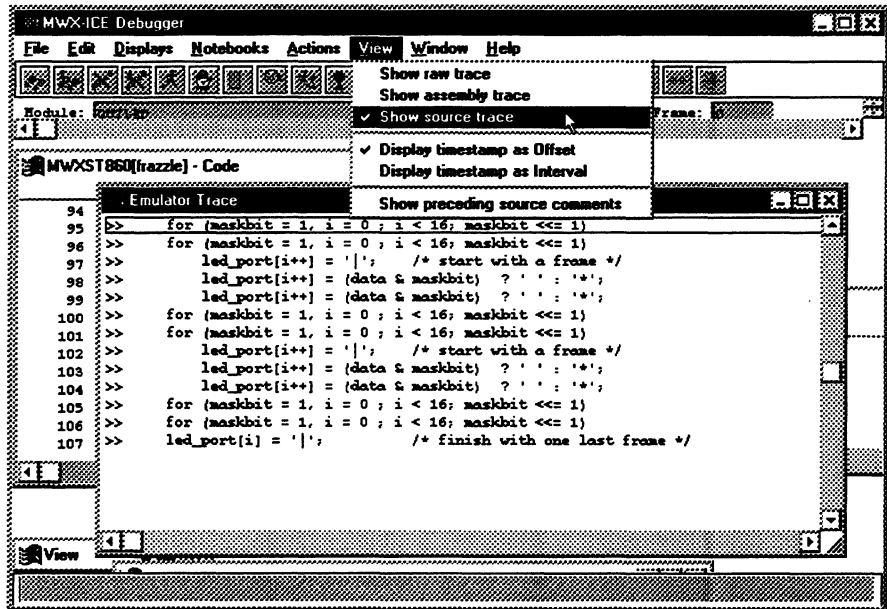 MWX-ICE Debugger
File Edit Displays Notebooks Actions View Window Help
Show raw trace
Show assembly trace
✓ Show source trace
✓ Display timestamp as Offset
Display timestamp as Interval
Show preceding source comments
Module: Frame:
MWXST860[frazzle] - Code
Emulator Trace
94
95 >> for (maskbit = 1, i = 0 ; i < 16; maskbit <<= 1)
96 >> for (maskbit = 1, i = 0 ; i < 16; maskbit <<= 1)
97 >> led_port[i++] = '|'; /* start with a frame */
98 >> led_port[i++] = (data & maskbit) ? ' ' : '*';
99 >> led_port[i++] = (data & maskbit) ? ' ' : '*';
100 >> for (maskbit = 1, i = 0 ; i < 16; maskbit <<= 1)
101 >> for (maskbit = 1, i = 0 ; i < 16; maskbit <<= 1)
102 >> led_port[i++] = '|'; /* start with a frame */
103 >> led_port[i++] = (data & maskbit) ? ' ' : '*';
104 >> led_port[i++] = (data & maskbit) ? ' ' : '*';
105 >> for (maskbit = 1, i = 0 ; i < 16; maskbit <<= 1)
106 >> for (maskbit = 1, i = 0 ; i < 16; maskbit <<= 1)
107 >> led_port[i] = '|'; /* finish with one last frame */
View